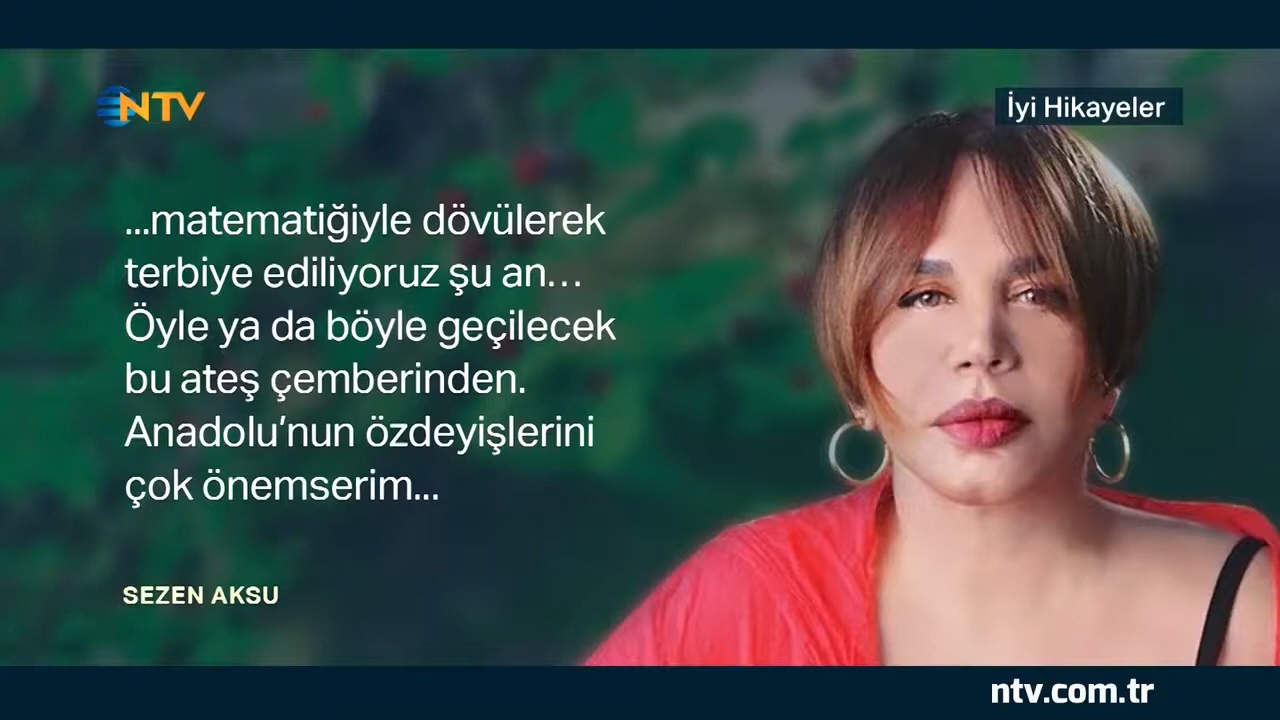 NTV
İyi Hikayeler
...matematiğiyle dövülerek
terbiye ediliyoruz şu an...
Öyle ya da böyle geçilecek
bu ateş çemberinden.
Anadolu'nun özdeyişlerini
çok önemserim...
SEZEN AKSU
ntv.com.tr